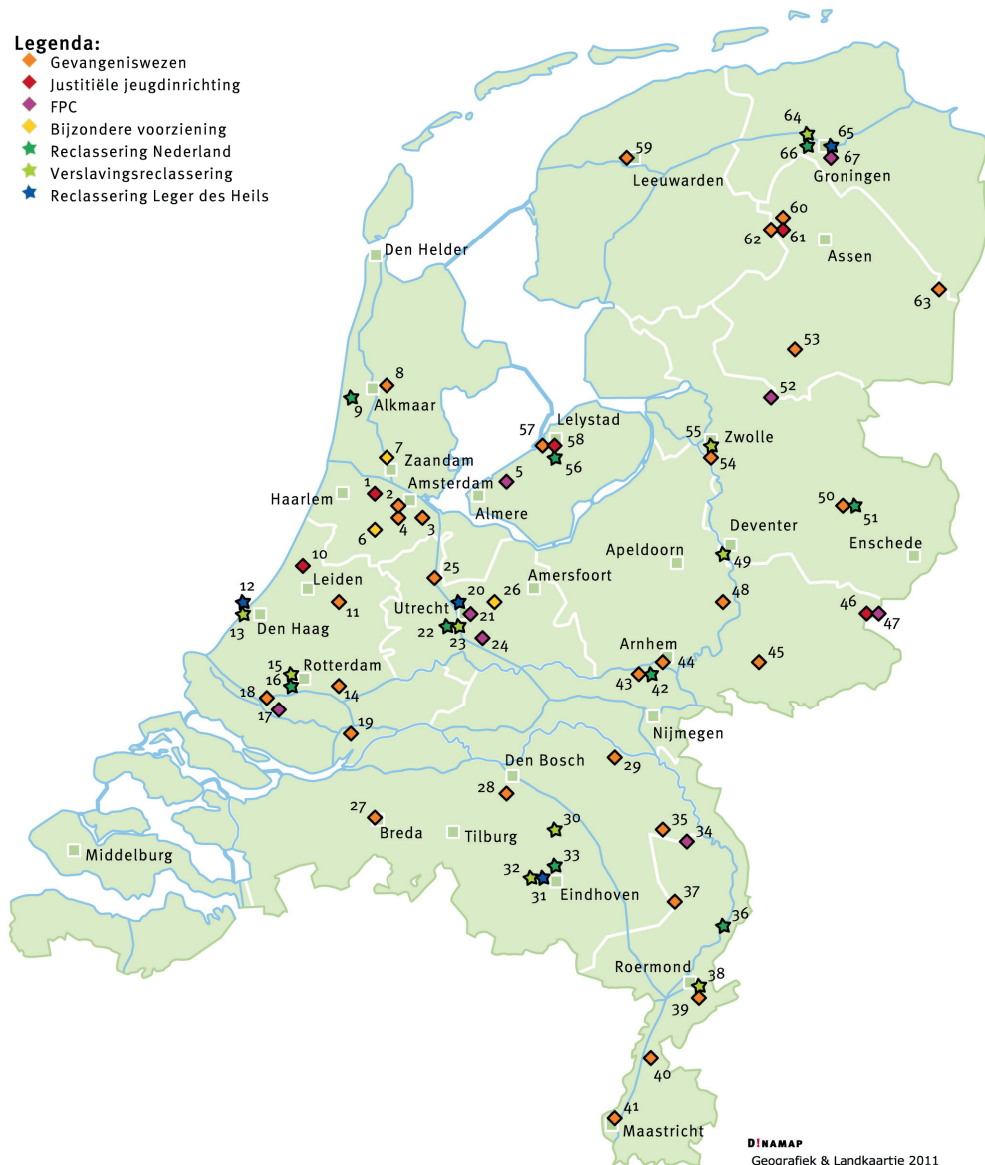 Legenda:
Gevangeniswezen
Justitiële jeugdinrichting
FPC
Bijzondere voorziening
Reclassering Nederland
Verslavingsreclassering
Reclassering Leger des Heils
64
65
59
66
67
Leeuwarden
Groningen
60
62
61
Assen
Den Helder
63
53
8
52
Alkmaar
9
Lelystad
57
58
55
Zwolle
7
56
54
Zaandam
5
1
2
Amsterdam
Haarlem
Almere
50
51
6
4
3
Deventer
Apeldoorn
Enschede
49
10
25
Amersfoort
Leiden
12
20
26
11
Utrecht
21
48
46
47
13
Den Haag
22
23
24
Arnhem
44
45
15
Rotterdam
16
14
43
42
18
17
19
Nijmegen
29
Den Bosch
28
27
30
35
34
Breda
Tilburg
Middelburg
33
32
31
Eindhoven
37
36
Roermond
38
39
40
41
Maastricht
D!NAMAP
Geografiek & Landkaartje 2011